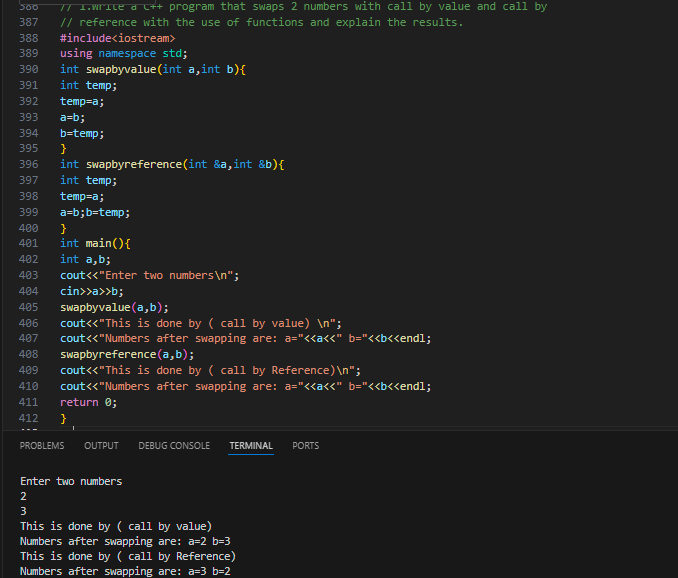 386 // 1.Write a C++ program that swaps 2 numbers with call by value and call by
387 // reference with the use of functions and explain the results.
388 #include<iostream>
389 using namespace std;
390 int swapbyvalue(int a,int b){
391 int temp;
392 temp=a;
393 a=b;
394 b=temp;
395 }
396 int swapbyreference(int &a,int &b){
397 int temp;
398 temp=a;
399 a=b;b=temp;
400 }
401 int main(){
402 int a,b;
403 cout<<"Enter two numbers\n";
404 cin>>a>>b;
405 swapbyvalue(a,b);
406 cout<<"This is done by ( call by value) \n";
407 cout<<"Numbers after swapping are: a="<<a<<" b="<<b<<endl;
408 swapbyreference(a,b);
409 cout<<"This is done by ( call by Reference)\n";
410 cout<<"Numbers after swapping are: a="<<a<<" b="<<b<<endl;
411 return 0;
412 }
PROBLEMS OUTPUT DEBUG CONSOLE TERMINAL PORTS
Enter two numbers
2
3
This is done by ( call by value)
Numbers after swapping are: a=2 b=3
This is done by ( call by Reference)
Numbers after swapping are: a=3 b=2